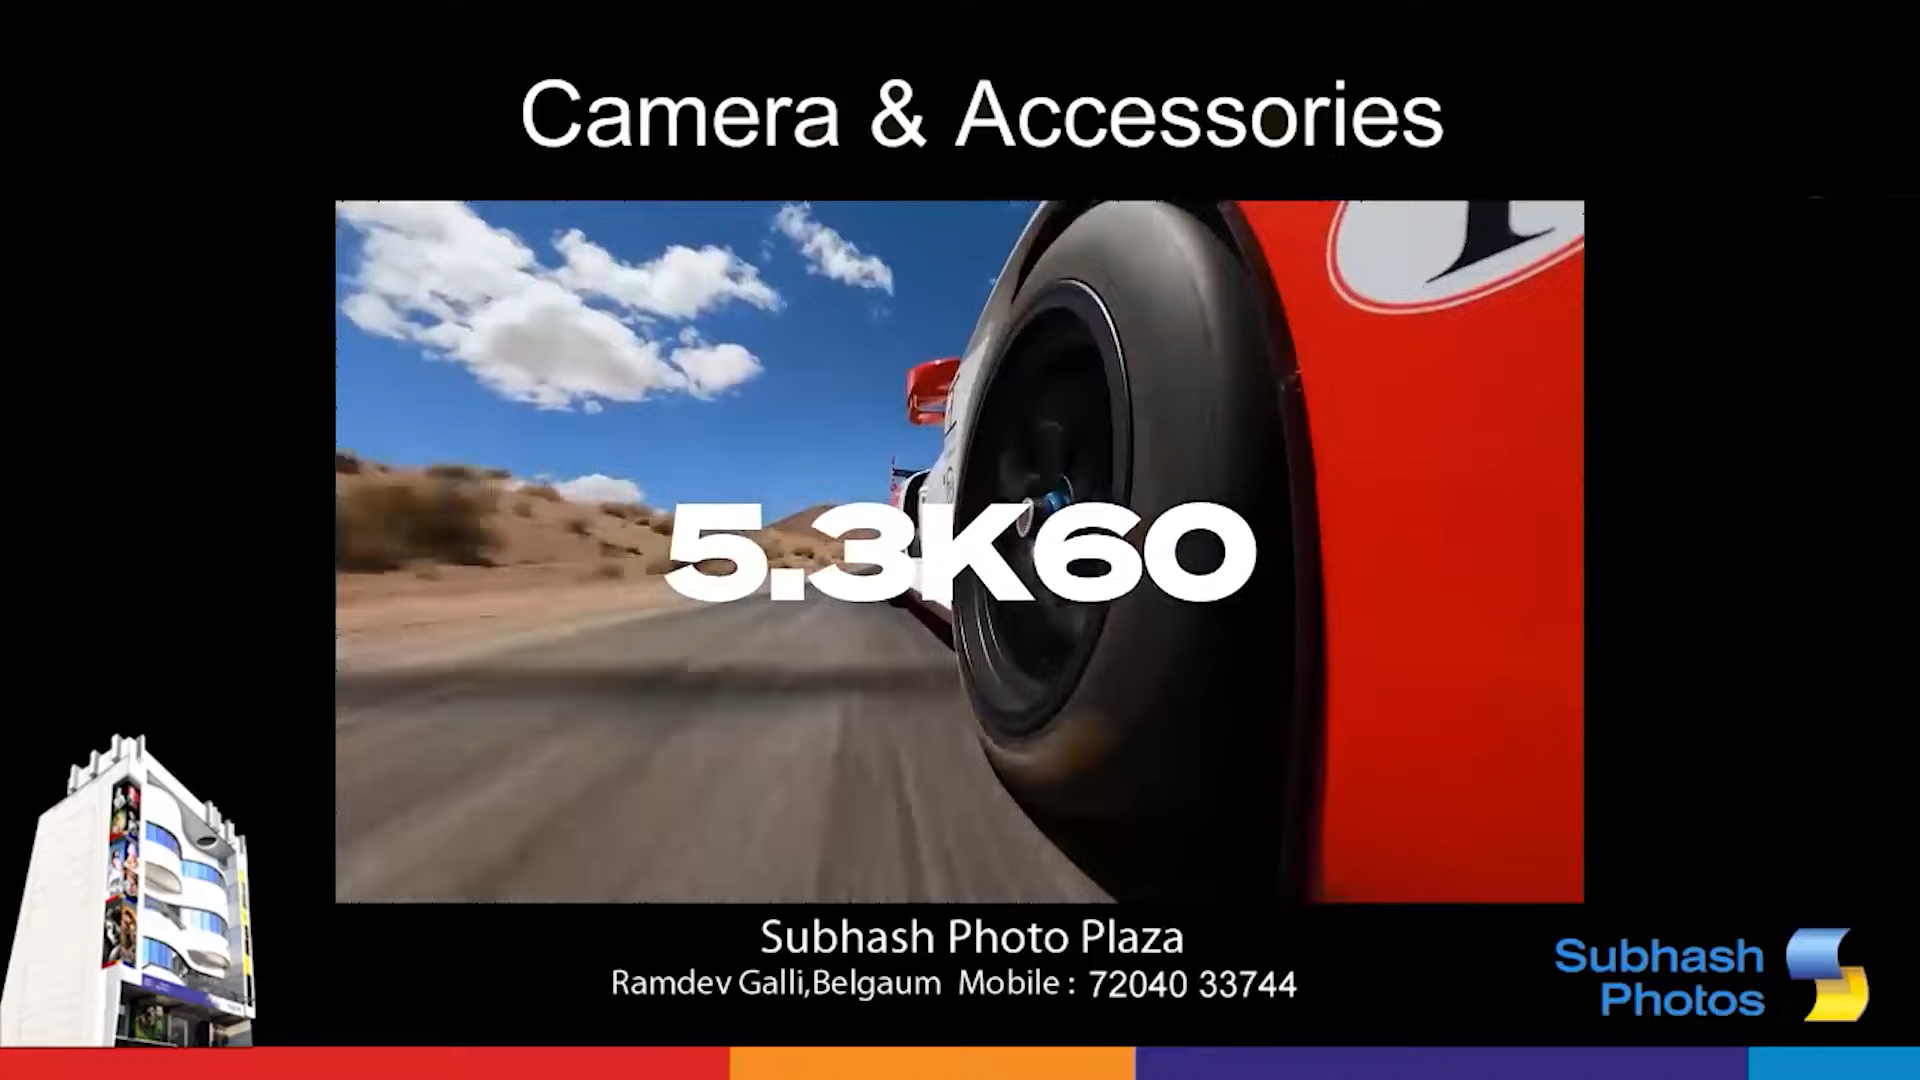 Camera & Accessories
5.3K60
Subhash Photo Plaza
Ramdev Galli,Belgaum Mobile : 72040 33744
Subhash
Photos